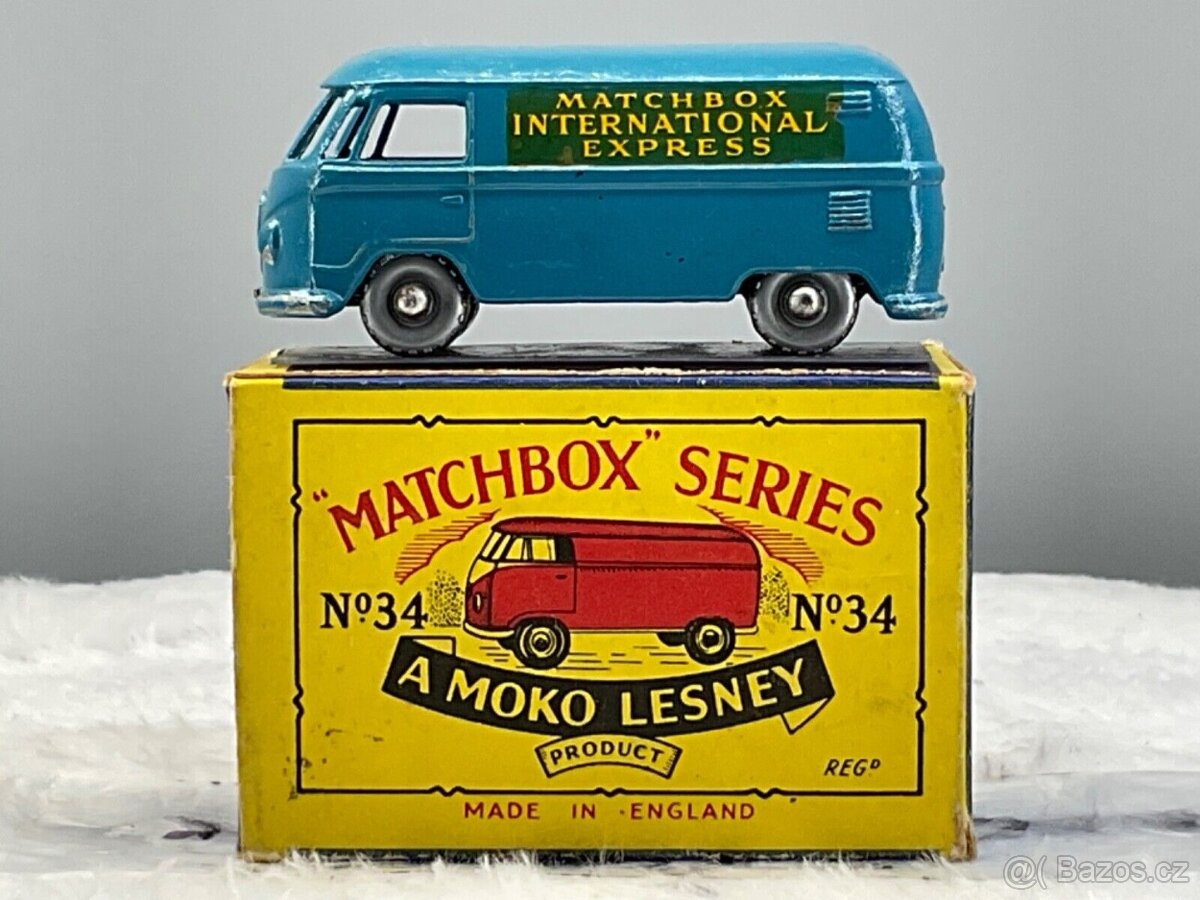 MATCHBOX
INTERNATIONAL
EXPRESS
"MATCHBOX" SERIES
Nº34 Nº34
A MOKO LESNEY
PRODUCT
REGD
MADE IN ENGLAND
@( Bazos.cz